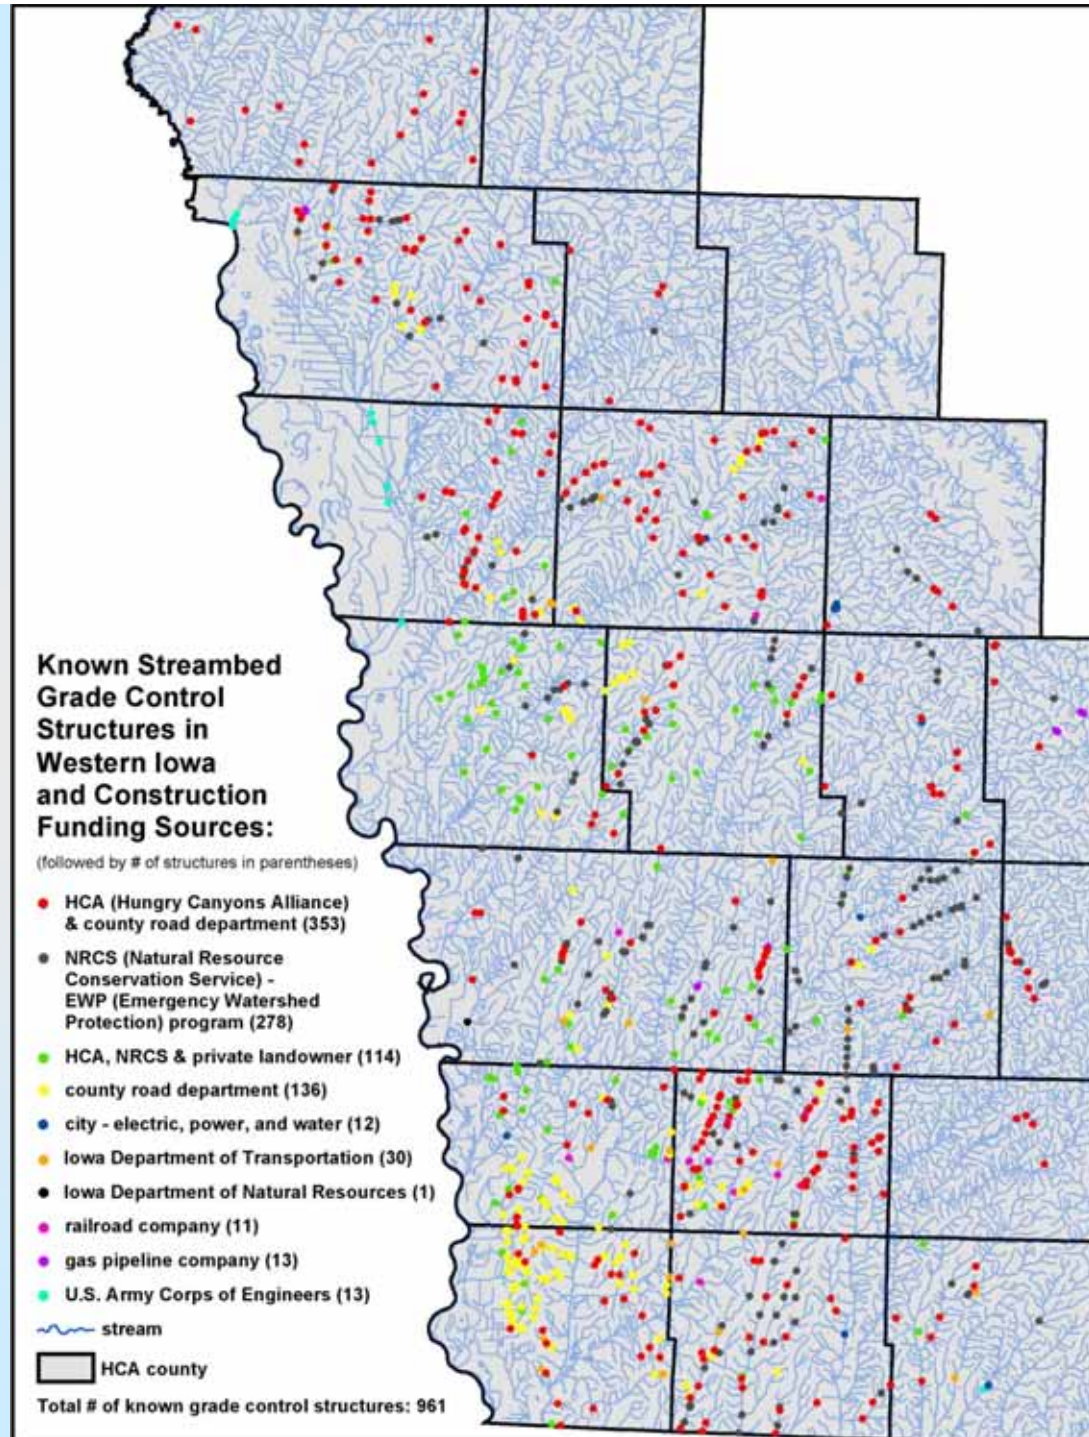 Known Streambed
Grade Control
Structures in
Western Iowa
and Construction
Funding Sources:
(followed by # of structures in parentheses)
HCA (Hungry Canyons Alliance)
& county road department (353)
NRCS (Natural Resource
Conservation Service) -
EWP (Emergency Watershed
Protection) program (278)
HCA, NRCS & private landowner (114)
county road department (136)
city - electric, power, and water (12)
Iowa Department of Transportation (30)
Iowa Department of Natural Resources (1)
railroad company (11)
gas pipeline company (13)
U.S. Army Corps of Engineers (13)
stream
HCA county
Total # of known grade control structures: 961